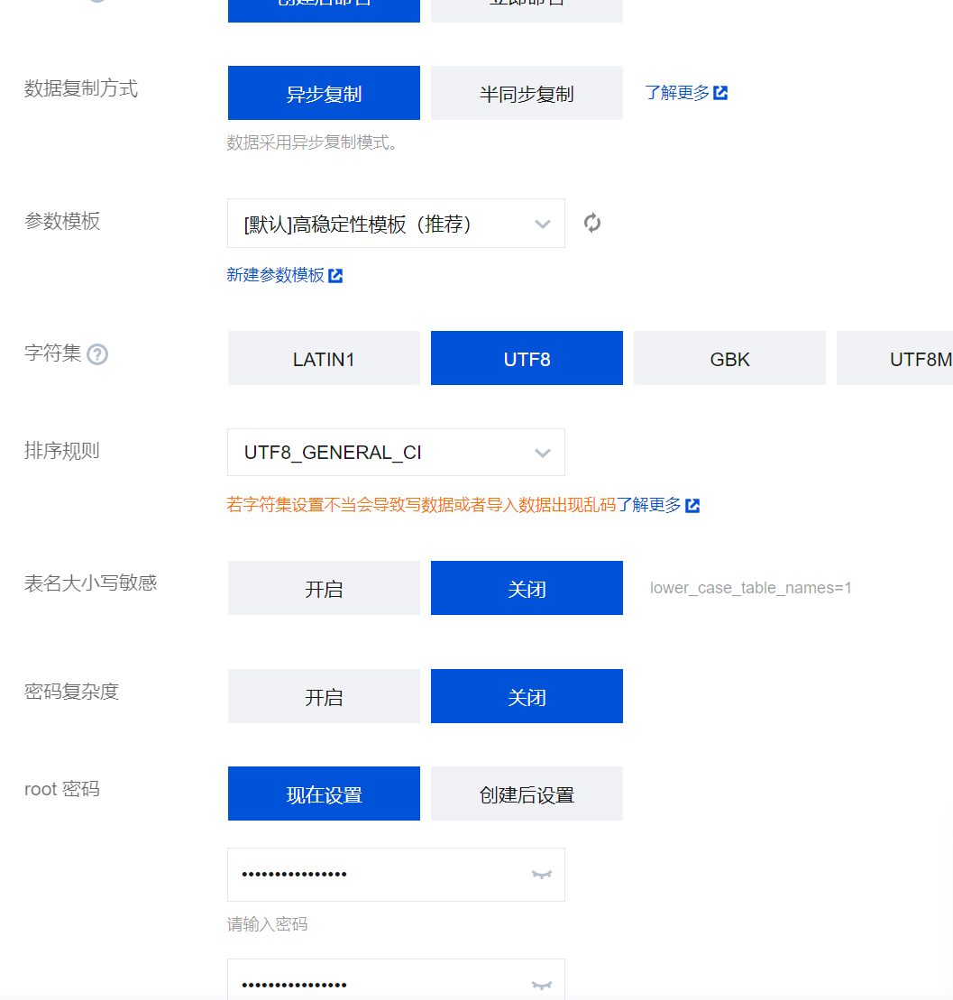 数据复制方式
异步复制 半同步复制 了解更多
数据采用异步复制模式。
参数模板 [默认]高稳定性模板（推荐）
新建参数模板
字符集 LATIN1 UTF8 GBK UTF8M
排序规则 UTF8_GENERAL_CI
若字符集设置不当会导致写数据或者导入数据出现乱码了解更多
表名大小写敏感 开启 关闭 lower_case_table_names=1
密码复杂度 开启 关闭
root 密码 现在设置 创建后设置
••••••••••••••••
请输入密码
••••••••••••••••